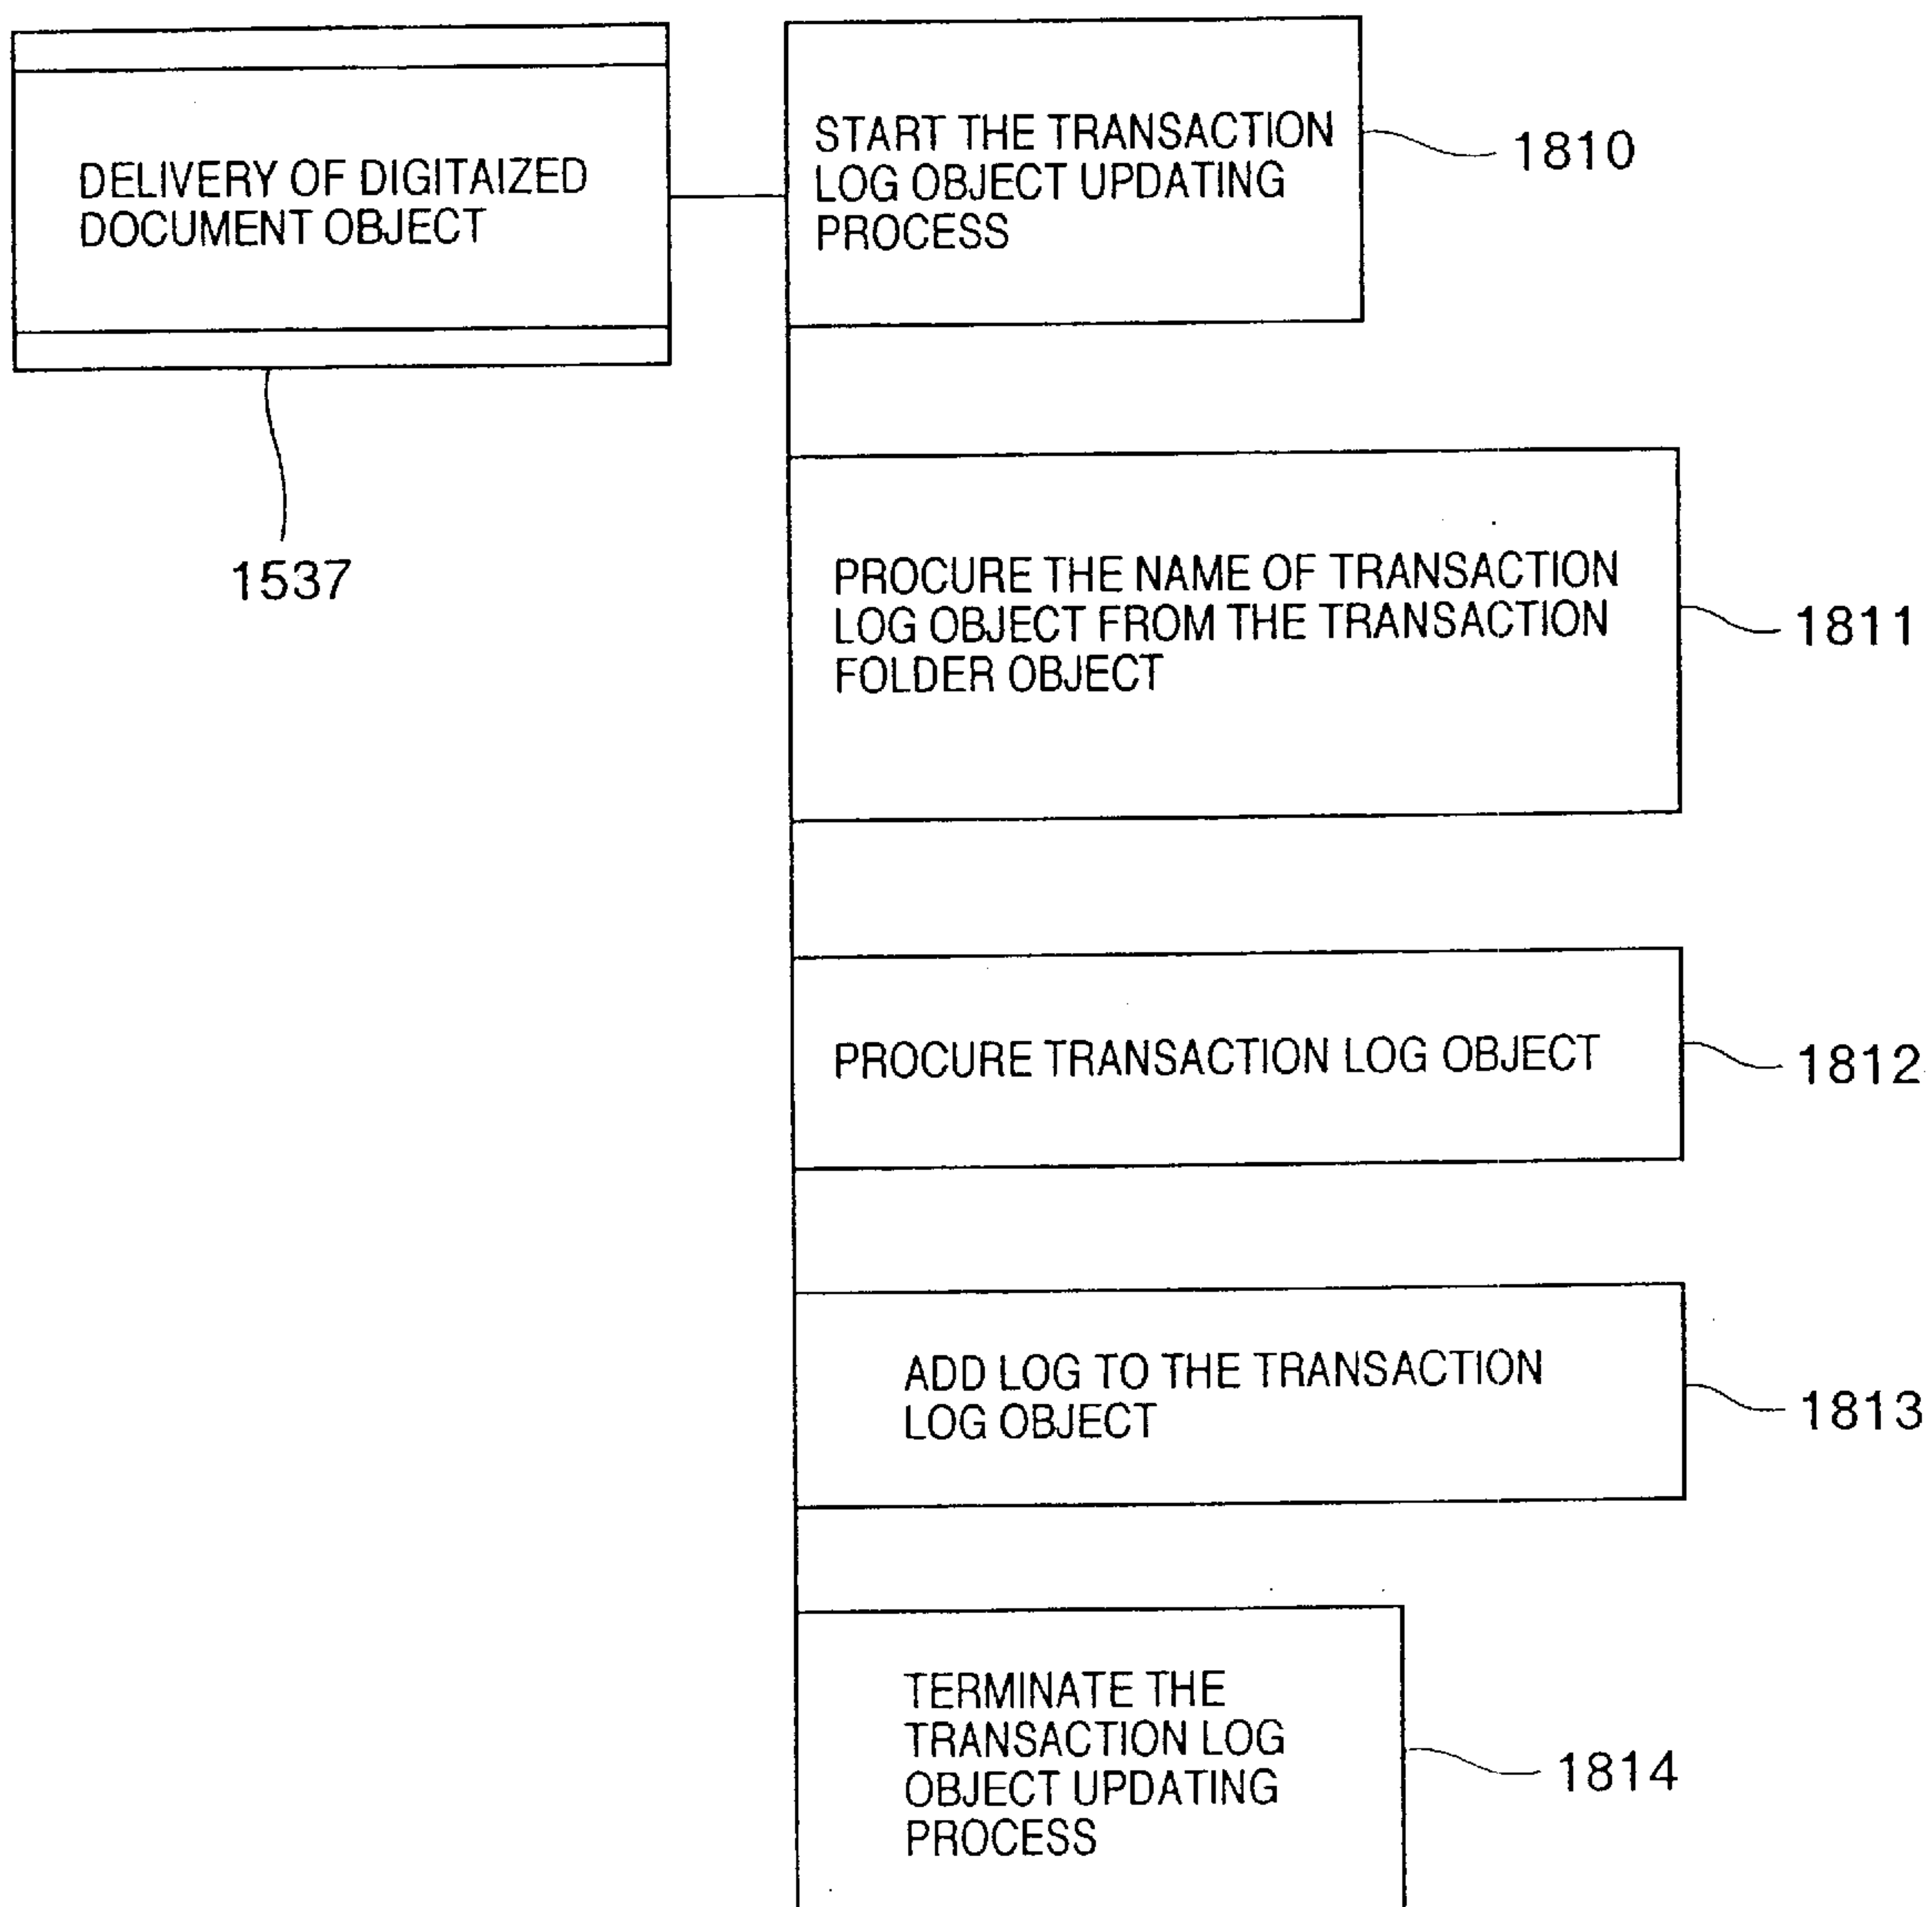 DELIVERY OF DIGITAIZED
DOCUMENT OBJECT
1537
START THE TRANSACTION
LOG OBJECT UPDATING
PROCESS
1810
PROCURE THE NAME OF TRANSACTION
LOG OBJECT FROM THE TRANSACTION
FOLDER OBJECT
1811
PROCURE TRANSACTION LOG OBJECT
1812
ADD LOG TO THE TRANSACTION
LOG OBJECT
1813
TERMINATE THE
TRANSACTION LOG
OBJECT UPDATING
PROCESS
1814